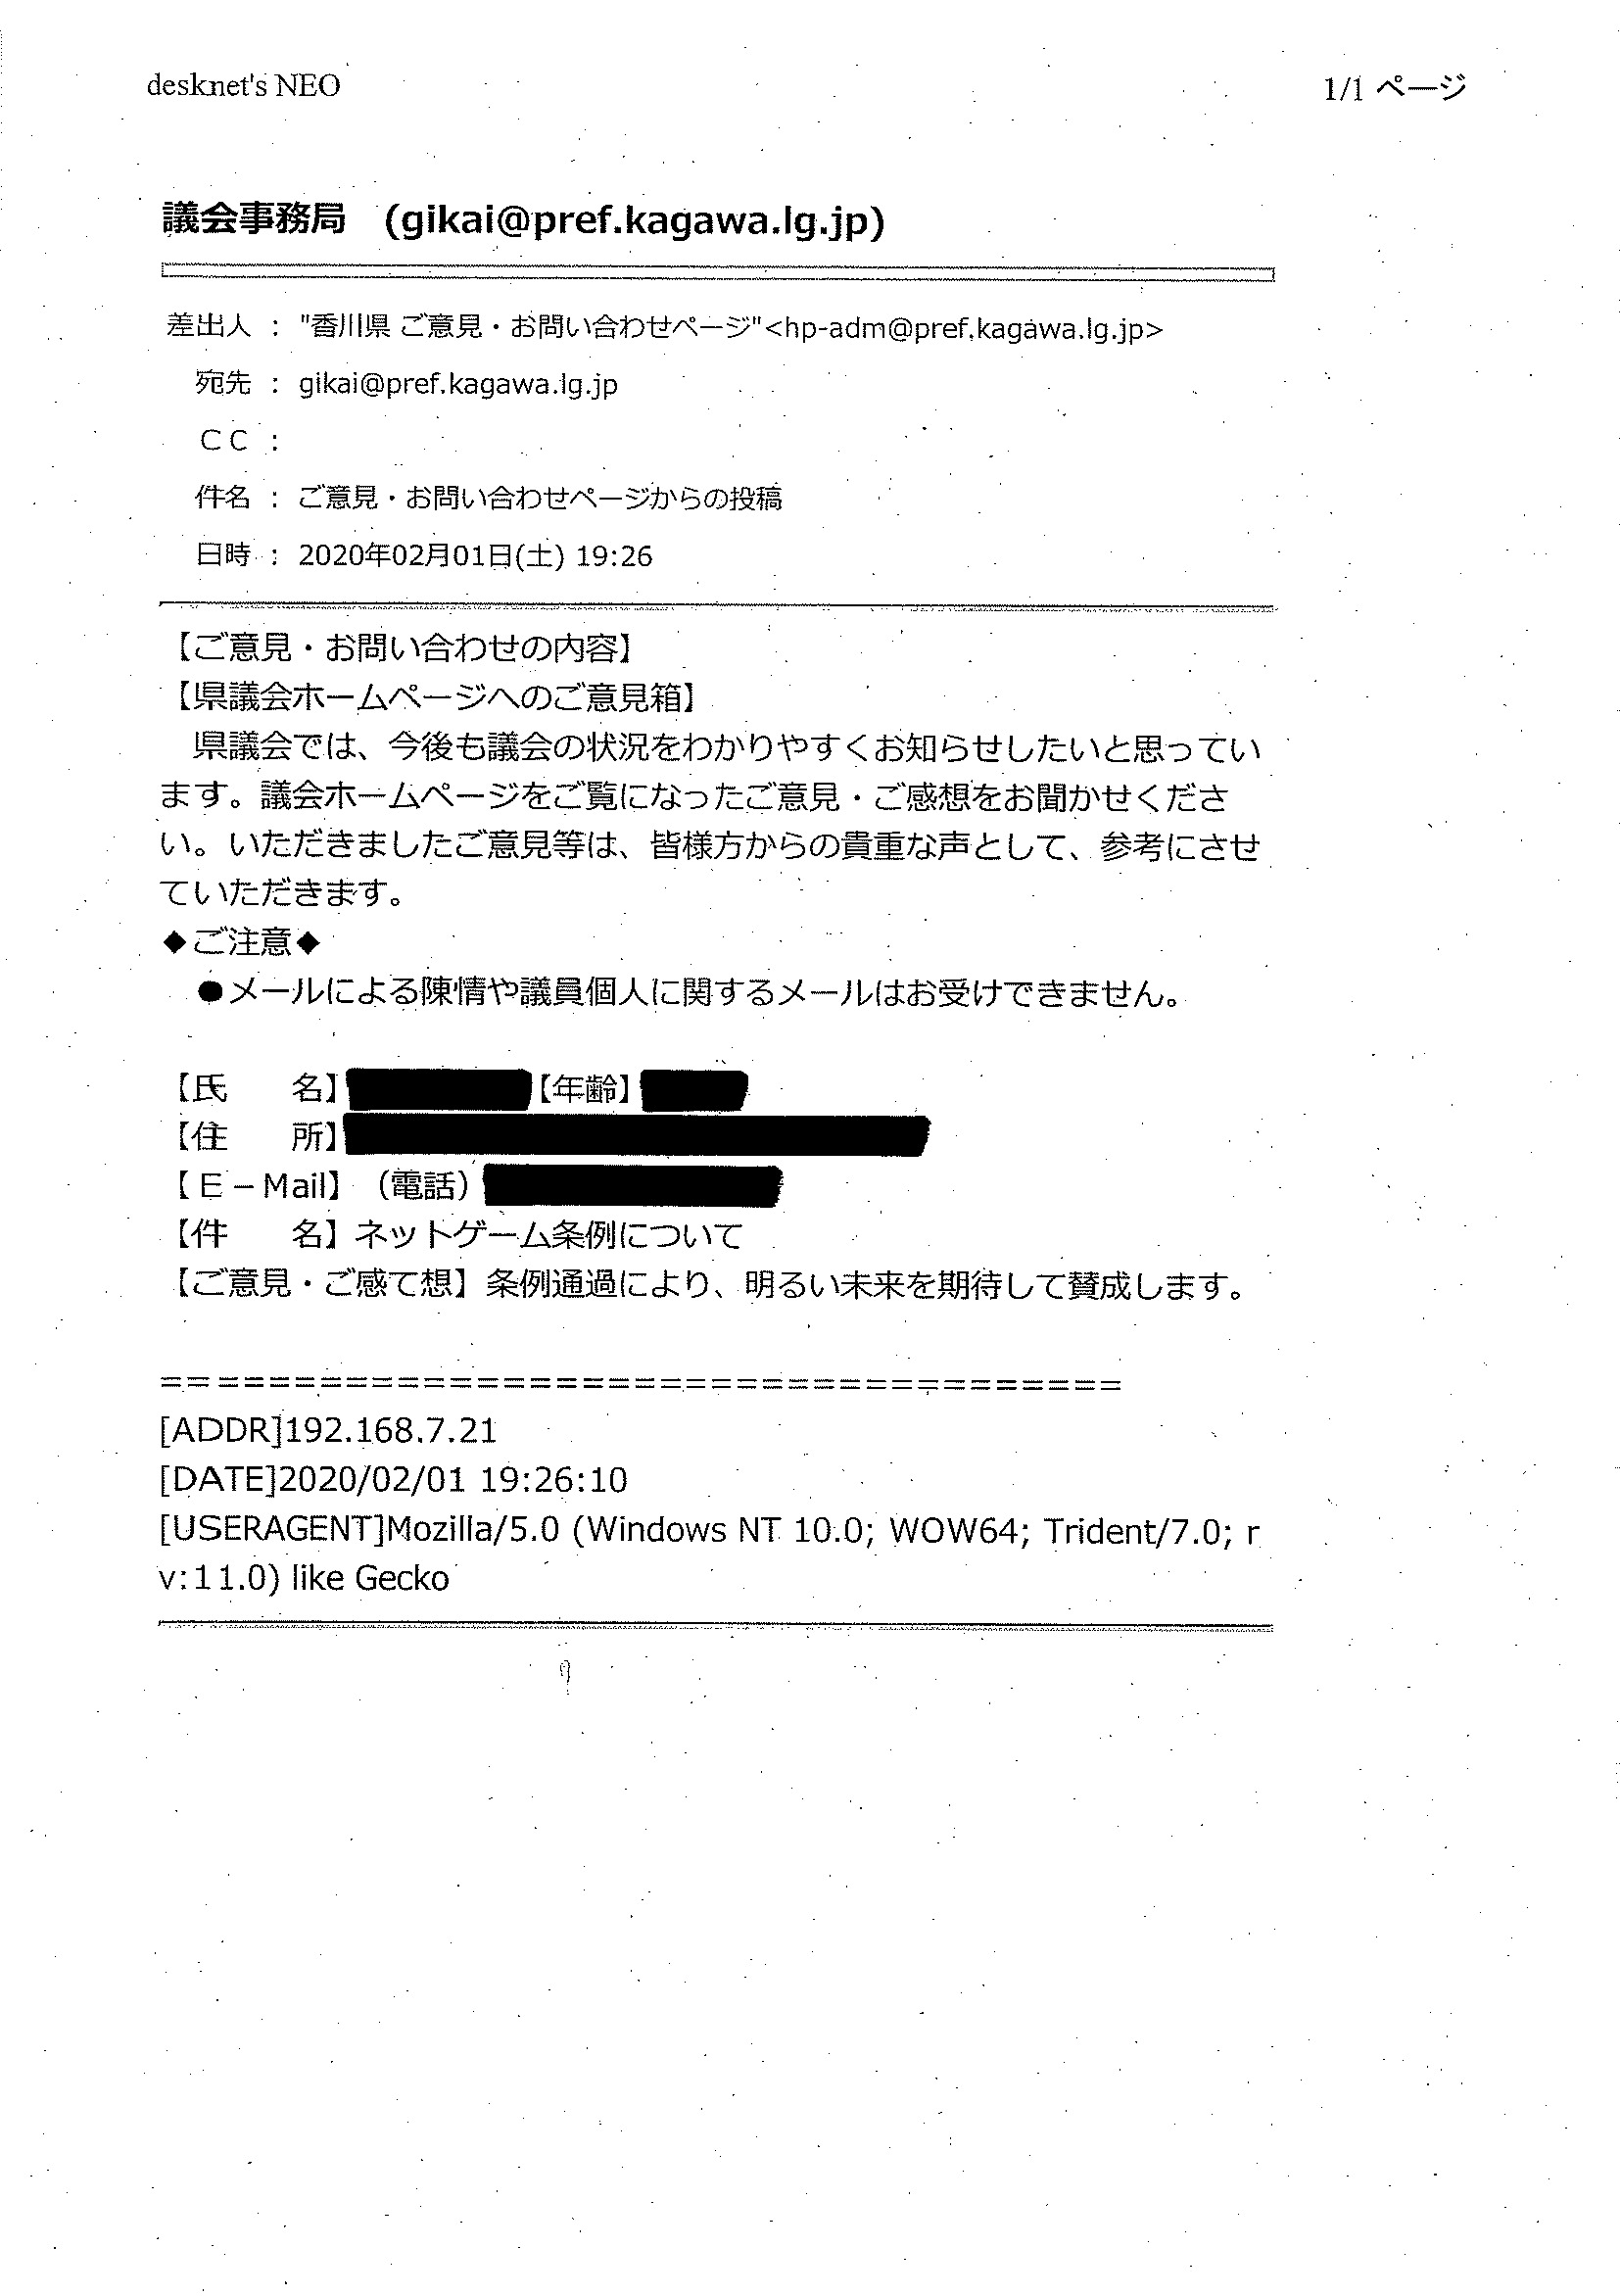 desknet's NEO
1/1 ページ
議会事務局 (gikai@pref.kagawa.lg.jp)
差出人 : "香川県 ご意見・お問い合わせページ"<hp-adm@pref.kagawa.lg.jp>
宛先 : gikai@pref.kagawa.lg.jp
ＣＣ :
件名 : ご意見・お問い合わせページからの投稿
日時 : 2020年02月01日(土) 19:26
【ご意見・お問い合わせの内容】
【県議会ホームページへのご意見箱】
　県議会では、今後も議会の状況をわかりやすくお知らせしたいと思ってい
ます。議会ホームページをご覧になったご意見・ご感想をお聞かせくださ
い。いただきましたご意見等は、皆様方からの貴重な声として、参考にさせ
ていただきます。
◆ご注意◆
　●メールによる陳情や議員個人に関するメールはお受けできません。
【氏　　名】【年齢】
【住　　所】
【Ｅ－Mail】（電話）
【件　　名】ネットゲーム条例について
【ご意見・ご感て想】条例通過により、明るい未来を期待して賛成します。
=====================================
[ADDR]192.168.7.21
[DATE]2020/02/01 19:26:10
[USERAGENT]Mozilla/5.0 (Windows NT 10.0; WOW64; Trident/7.0; r
v:11.0) like Gecko